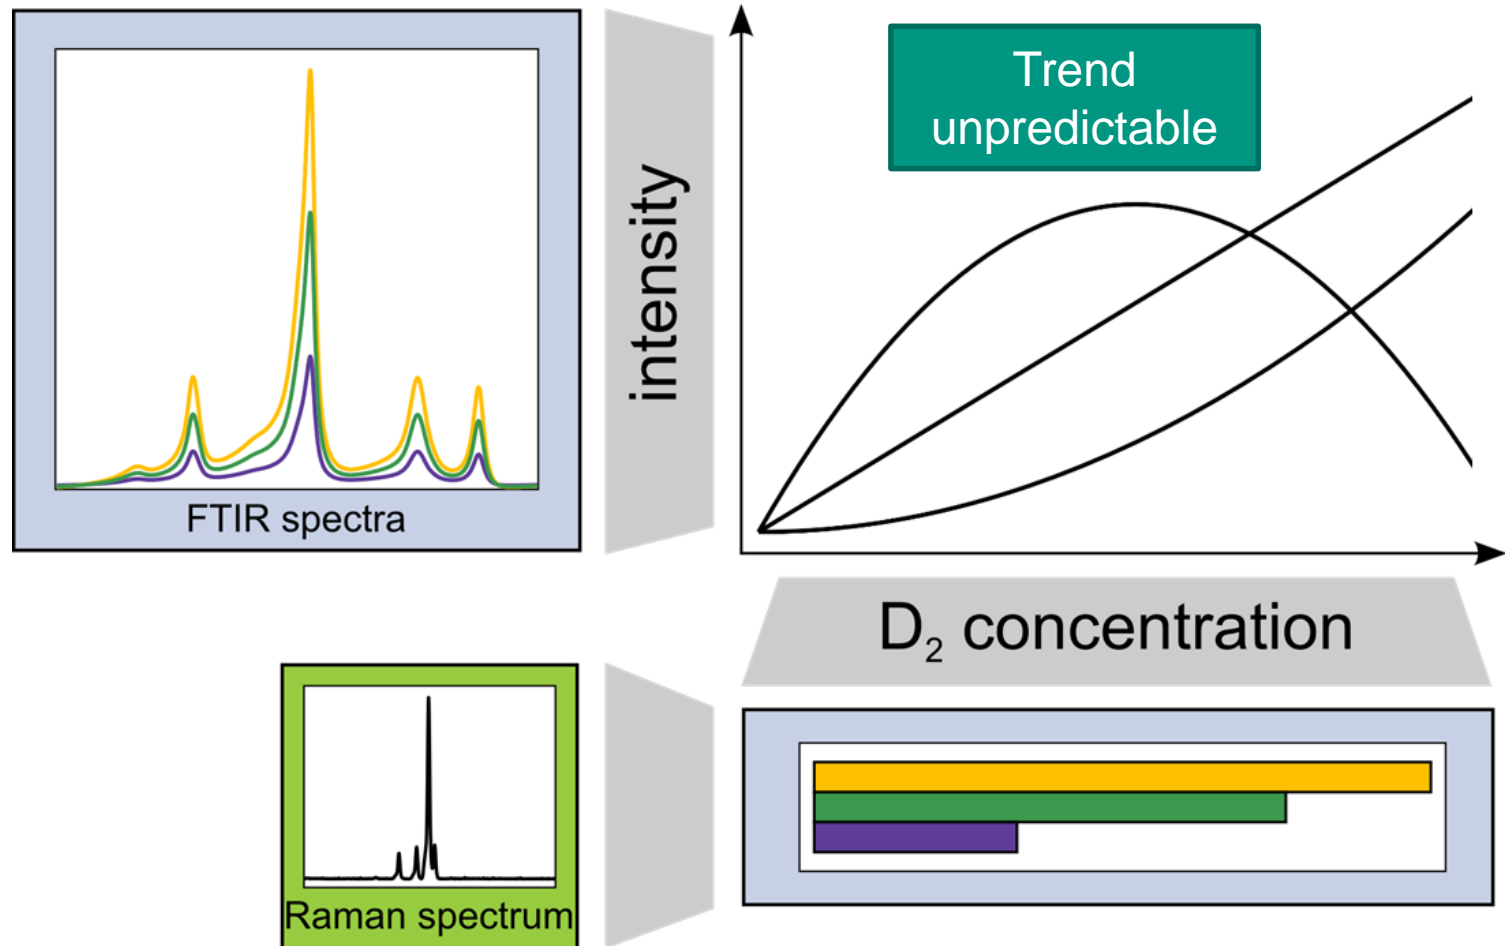 Trend
unpredictable
intensity
FTIR spectra
D₂ concentration
Raman spectrum